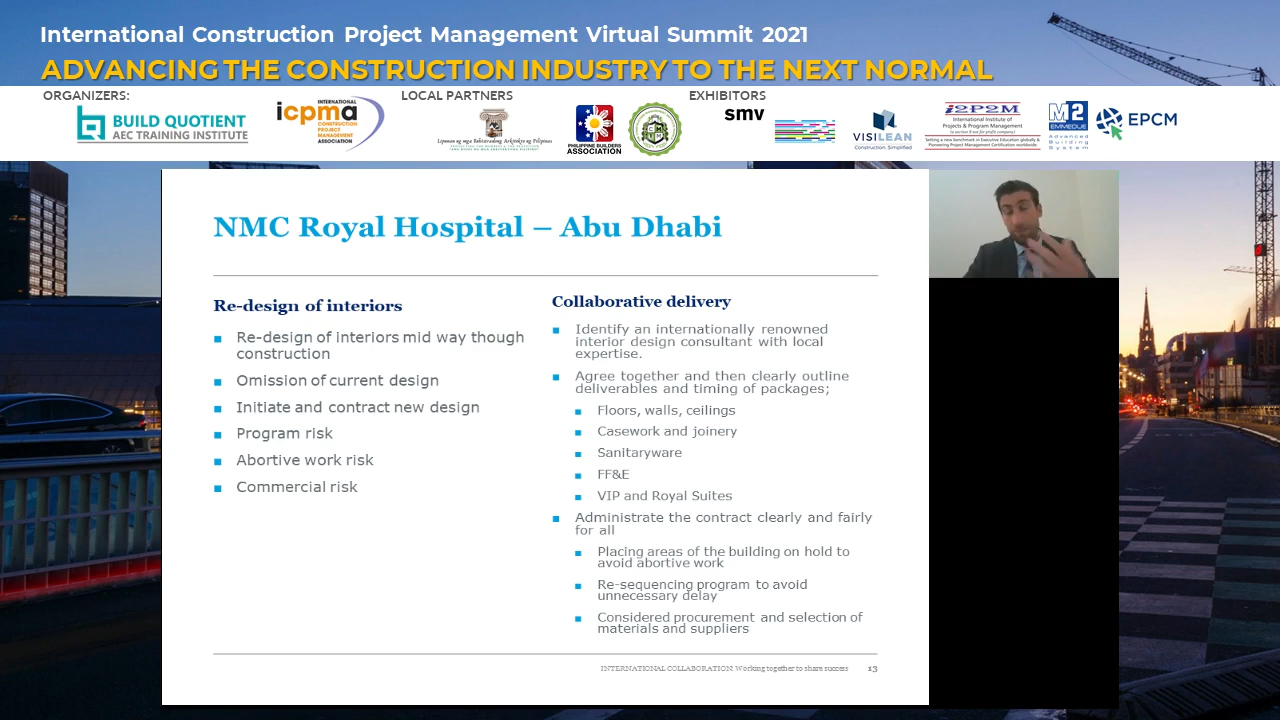 International Construction Project Management Virtual Summit 2021
ADVANCING THE CONSTRUCTION INDUSTRY TO THE NEXT NORMAL
ORGANIZERS:
LOCAL PARTNERS
EXHIBITORS
BUILD QUOTIENT
AEC TRAINING INSTITUTE
icpma
INTERNATIONAL
CONSTRUCTION
PROJECT
MANAGEMENT
ASSOCIATION
PHILIPPINE BUILDERS
ASSOCIATION
smv
VISILEAN
Construction. Simplified
I2P2M
International Institute of
Projects & Program Management
M2
EMMEDUE
Advanced
Building
System
EPCM
NMC Royal Hospital – Abu Dhabi
Re-design of interiors
Re-design of interiors mid way though
construction
Omission of current design
Initiate and contract new design
Program risk
Abortive work risk
Commercial risk
Collaborative delivery
Identify an internationally renowned
interior design consultant with local
expertise.
Agree together and then clearly outline
deliverables and timing of packages;
Floors, walls, ceilings
Casework and joinery
Sanitaryware
FF&E
VIP and Royal Suites
Administrate the contract clearly and fairly
for all
Placing areas of the building on hold to
avoid abortive work
Re-sequencing program to avoid
unnecessary delay
Considered procurement and selection of
materials and suppliers
INTERNATIONAL COLLABORATION: Working together to share success 13